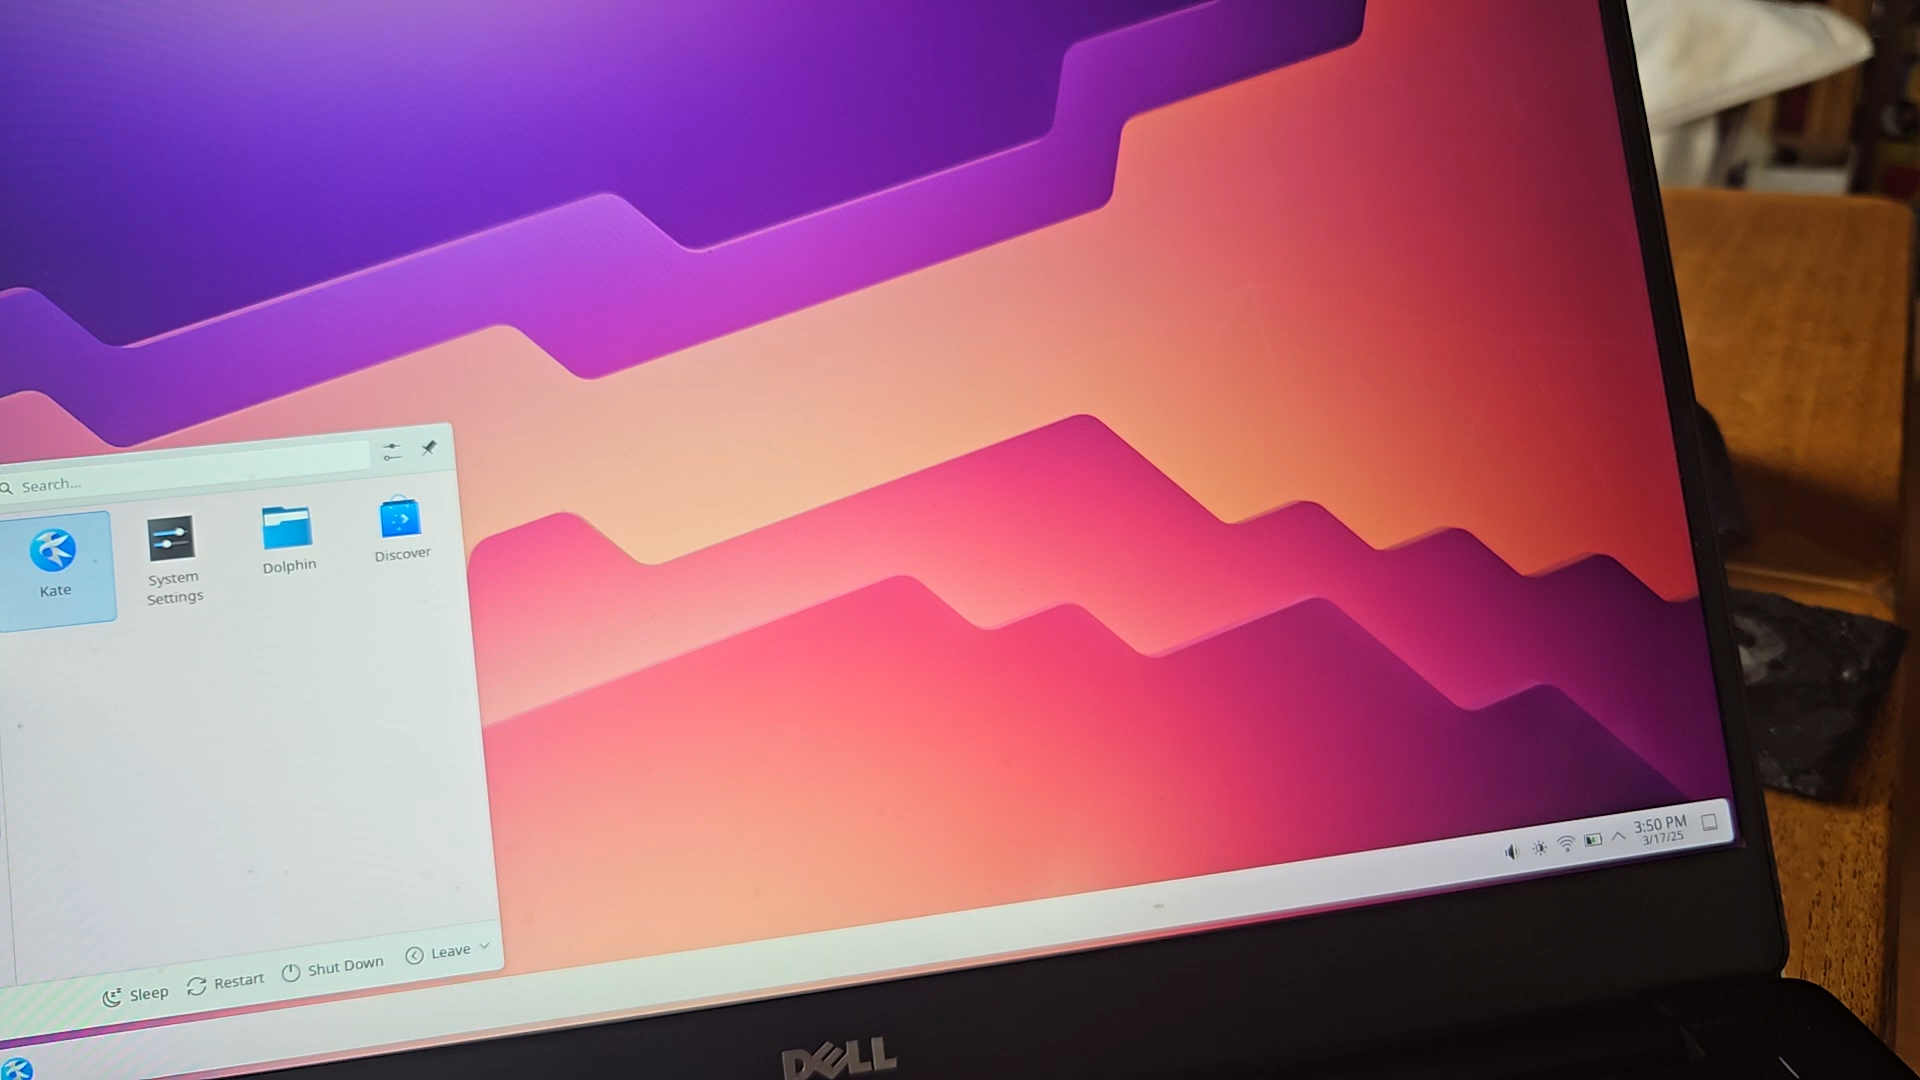 Search...
Kate
System
Settings
Dolphin
Discover
Sleep
Restart
Shut Down
Leave
3:50 PM
3/17/25
DELL